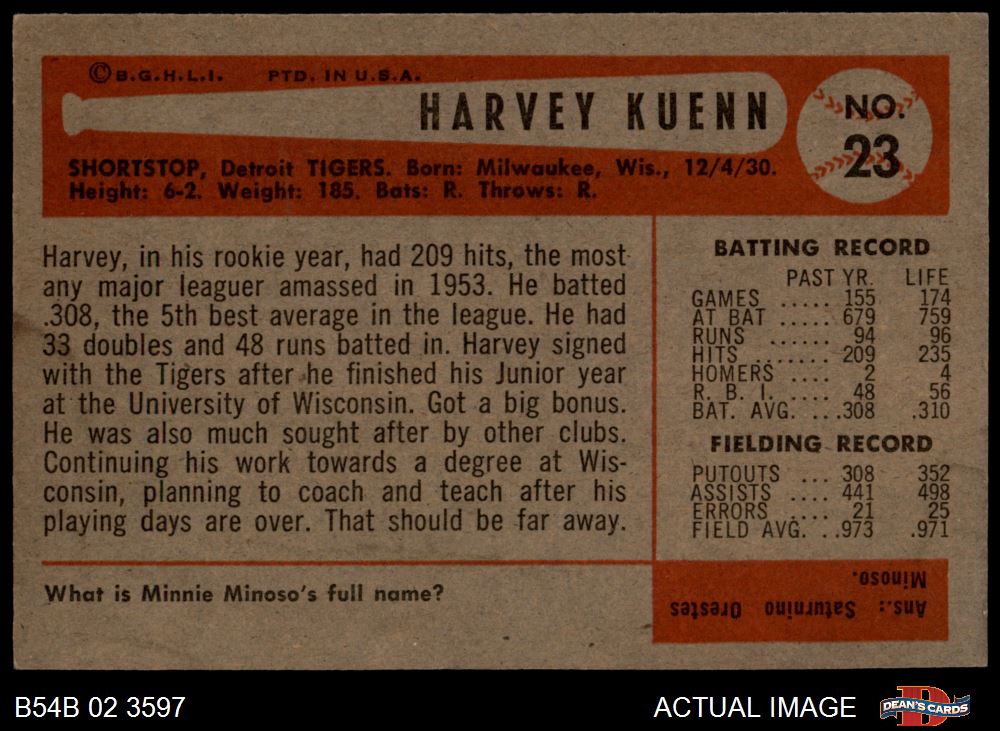 ©B.G.H.L.I. PTD. IN U.S.A.
HARVEY KUENN
NO.
23
SHORTSTOP, Detroit TIGERS. Born: Milwaukee, Wis., 12/4/30.
Height: 6-2. Weight: 185. Bats: R. Throws: R.
Harvey, in his rookie year, had 209 hits, the most
any major leaguer amassed in 1953. He batted
.308, the 5th best average in the league. He had
33 doubles and 48 runs batted in. Harvey signed
with the Tigers after he finished his Junior year
at the University of Wisconsin. Got a big bonus.
He was also much sought after by other clubs.
Continuing his work towards a degree at Wis-
consin, planning to coach and teach after his
playing days are over. That should be far away.
BATTING RECORD
PAST YR. LIFE
GAMES ..... 155 174
AT BAT ..... 679 759
RUNS ..... 94 96
HITS ....... 209 235
HOMERS .... 2 4
R. B. I. .... 48 56
BAT. AVG. ...308 .310
FIELDING RECORD
PUTOUTS ... 308 352
ASSISTS .... 441 498
ERRORS .... 21 25
FIELD AVG. ..973 .971
What is Minnie Minoso's full name?
Ans.: Saturnino Orestes
Minoso.
B54B 02 3597
ACTUAL IMAGE
D
DEAN'S CARDS